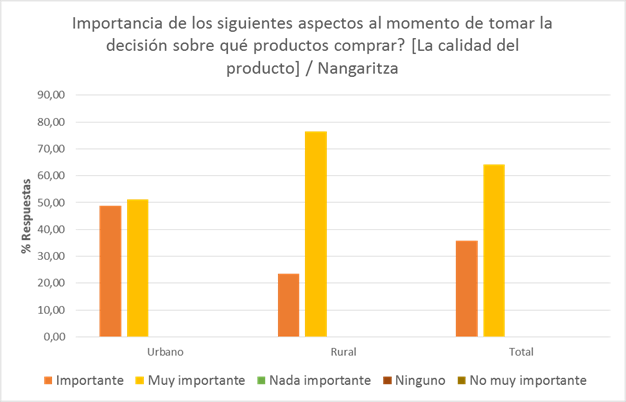 Importancia de los siguientes aspectos al momento de tomar la
decisión sobre qué productos comprar? [La calidad del
producto] / Nangaritza
% Respuestas
90,00
80,00
70,00
60,00
50,00
40,00
30,00
20,00
10,00
0,00
Urbano Rural Total
Importante Muy importante Nada importante Ninguno No muy importante